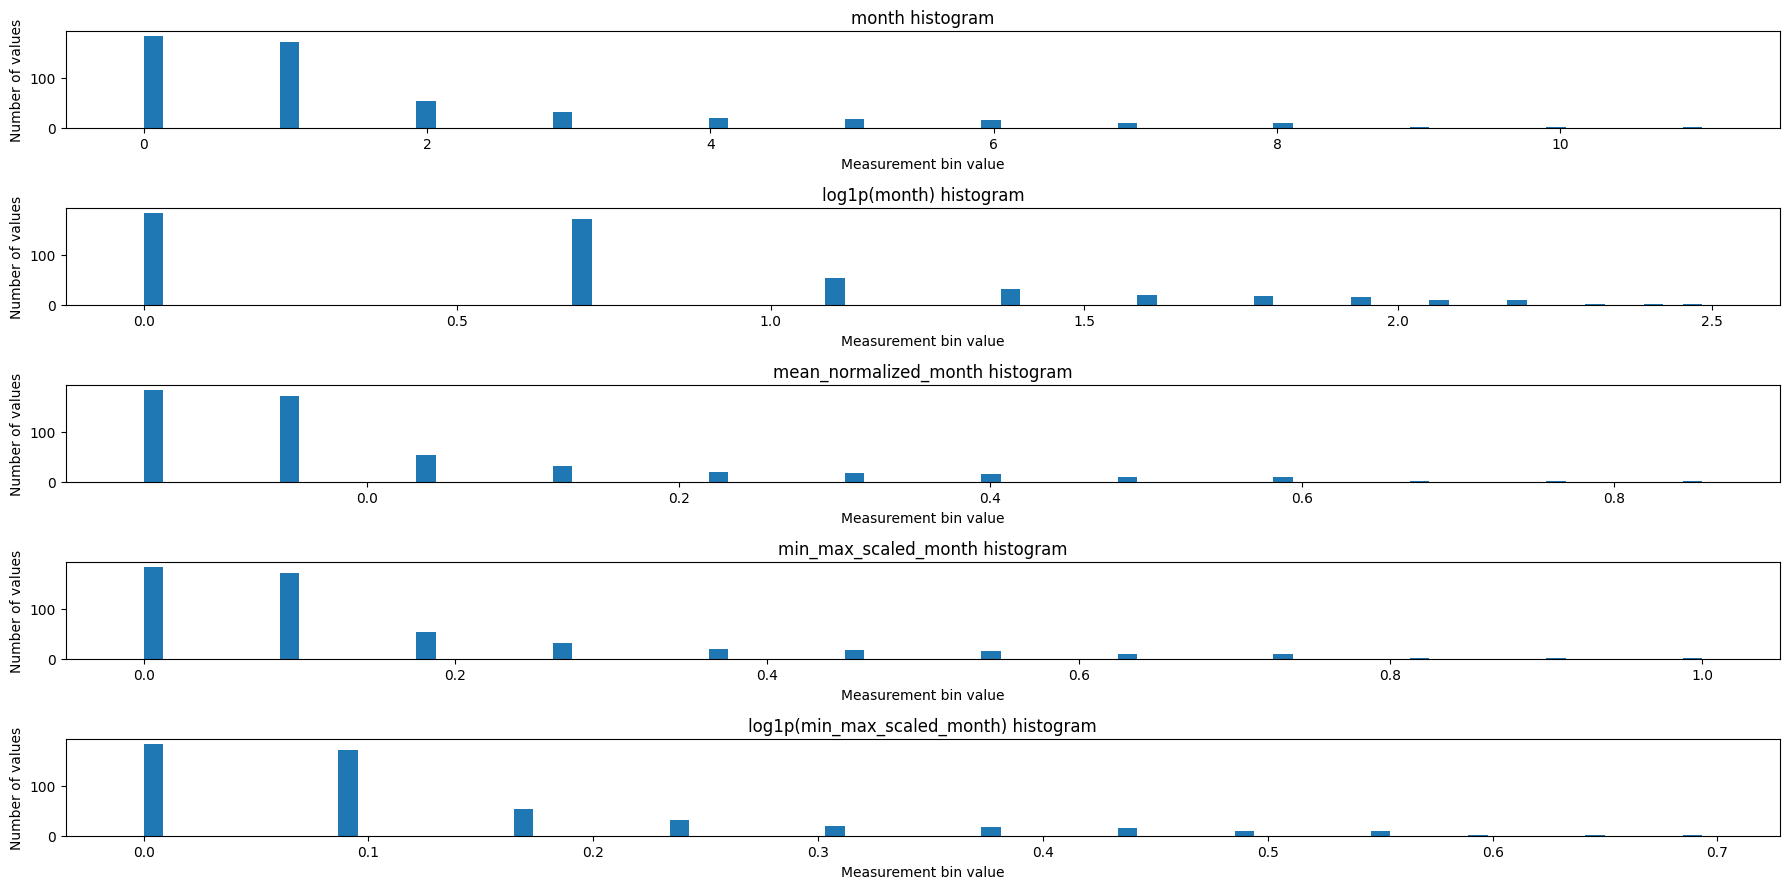 month histogram
Number of values
100
0
0 2 4 6 8 10
Measurement bin value
log1p(month) histogram
Number of values
100
0
0.0 0.5 1.0 1.5 2.0 2.5
Measurement bin value
mean_normalized_month histogram
Number of values
100
0
0.0 0.2 0.4 0.6 0.8
Measurement bin value
min_max_scaled_month histogram
Number of values
100
0
0.0 0.2 0.4 0.6 0.8 1.0
Measurement bin value
log1p(min_max_scaled_month) histogram
Number of values
100
0
0.0 0.1 0.2 0.3 0.4 0.5 0.6 0.7
Measurement bin value